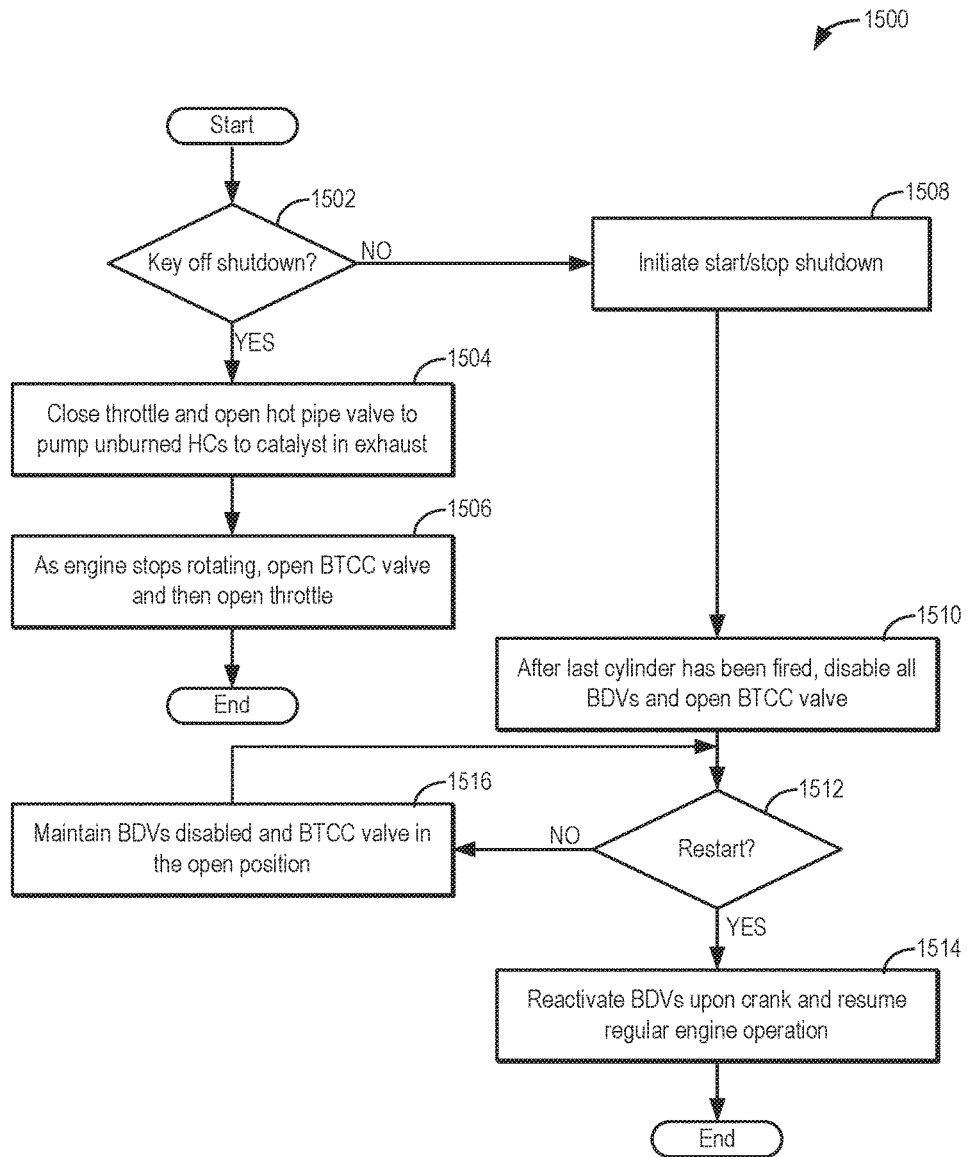 1500
Start
1502
Key off shutdown?
NO
YES
1508
Initiate start/stop shutdown
1504
Close throttle and open hot pipe valve to
pump unburned HCs to catalyst in exhaust
1506
As engine stops rotating, open BTCC valve
and then open throttle
End
1510
After last cylinder has been fired, disable all
BDVs and open BTCC valve
1516
Maintain BDVs disabled and BTCC valve in
the open position
1512
Restart?
NO
YES
1514
Reactivate BDVs upon crank and resume
regular engine operation
End